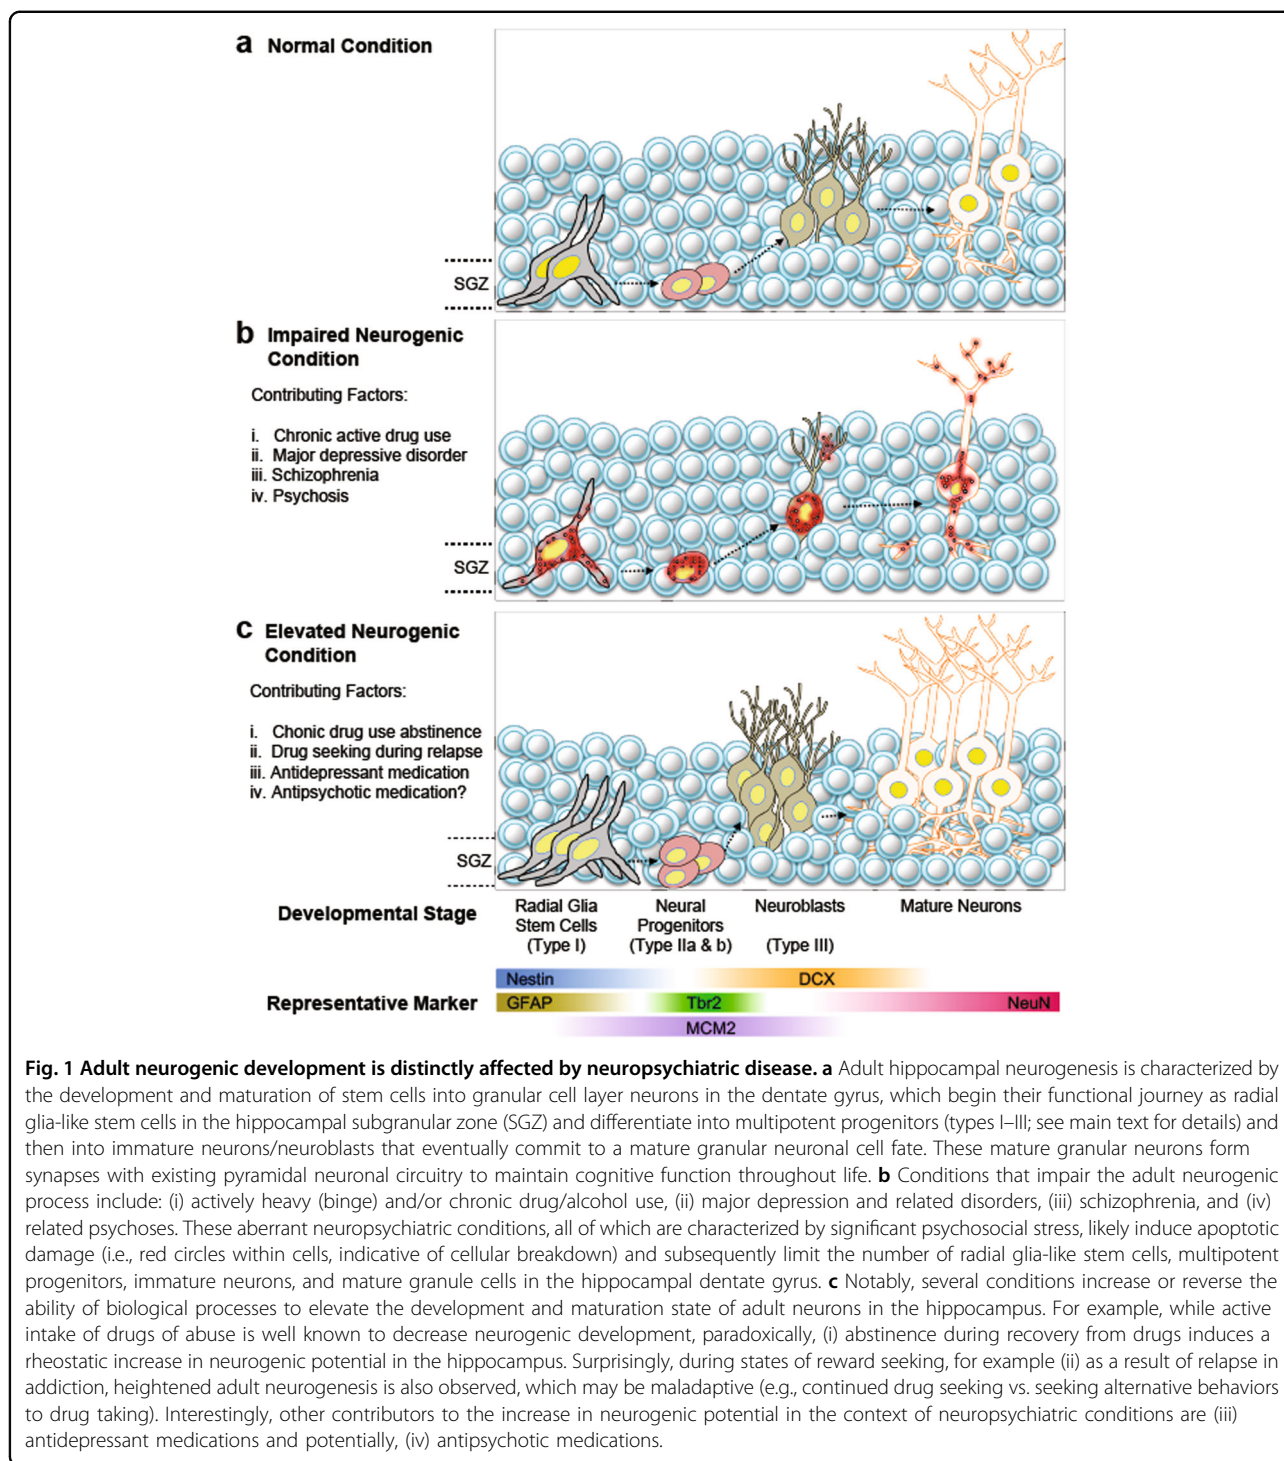 a Normal Condition
SGZ
b Impaired Neurogenic
Condition
Contributing Factors:
i. Chronic active drug use
ii. Major depressive disorder
iii. Schizophrenia
iv. Psychosis
SGZ
c Elevated Neurogenic
Condition
Contributing Factors:
i. Chonic drug use abstinence
ii. Drug seeking during relapse
iii. Antidepressant medication
iv. Antipsychotic medication?
SGZ
Developmental Stage
Radial Glia
Stem Cells
(Type I)
Neural
Progenitors
(Type IIa & b)
Neuroblasts
(Type III)
Mature Neurons
Representative Marker
Nestin
DCX
GFAP
Tbr2
NeuN
MCM2
Fig. 1 Adult neurogenic development is distinctly affected by neuropsychiatric disease. a Adult hippocampal neurogenesis is characterized by
the development and maturation of stem cells into granular cell layer neurons in the dentate gyrus, which begin their functional journey as radial
glia-like stem cells in the hippocampal subgranular zone (SGZ) and differentiate into multipotent progenitors (types I–III; see main text for details) and
then into immature neurons/neuroblasts that eventually commit to a mature granular neuronal cell fate. These mature granular neurons form
synapses with existing pyramidal neuronal circuitry to maintain cognitive function throughout life. b Conditions that impair the adult neurogenic
process include: (i) actively heavy (binge) and/or chronic drug/alcohol use, (ii) major depression and related disorders, (iii) schizophrenia, and (iv)
related psychoses. These aberrant neuropsychiatric conditions, all of which are characterized by significant psychosocial stress, likely induce apoptotic
damage (i.e., red circles within cells, indicative of cellular breakdown) and subsequently limit the number of radial glia-like stem cells, multipotent
progenitors, immature neurons, and mature granule cells in the hippocampal dentate gyrus. c Notably, several conditions increase or reverse the
ability of biological processes to elevate the development and maturation state of adult neurons in the hippocampus. For example, while active
intake of drugs of abuse is well known to decrease neurogenic development, paradoxically, (i) abstinence during recovery from drugs induces a
rheostatic increase in neurogenic potential in the hippocampus. Surprisingly, during states of reward seeking, for example (ii) as a result of relapse in
addiction, heightened adult neurogenesis is also observed, which may be maladaptive (e.g., continued drug seeking vs. seeking alternative behaviors
to drug taking). Interestingly, other contributors to the increase in neurogenic potential in the context of neuropsychiatric conditions are (iii)
antidepressant medications and potentially, (iv) antipsychotic medications.